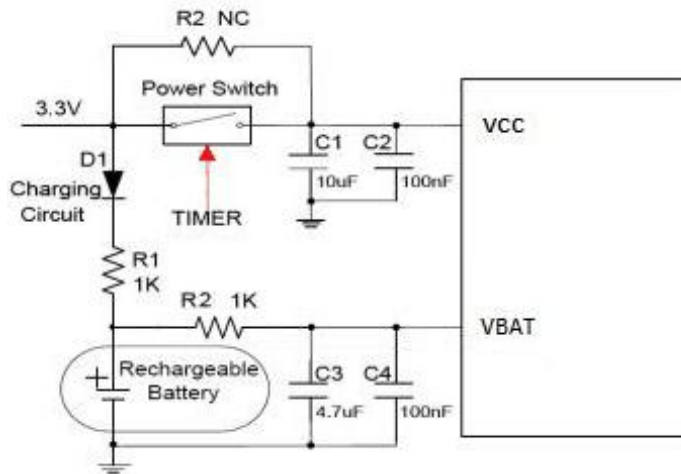 R2 NC
Power Switch
3.3V
VCC
C1
C2
10uF
100nF
D1
Charging
Circuit
TIMER
R1
1K
R2 1K
VBAT
Rechargeable
Battery
+
C3
C4
4.7uF
100nF